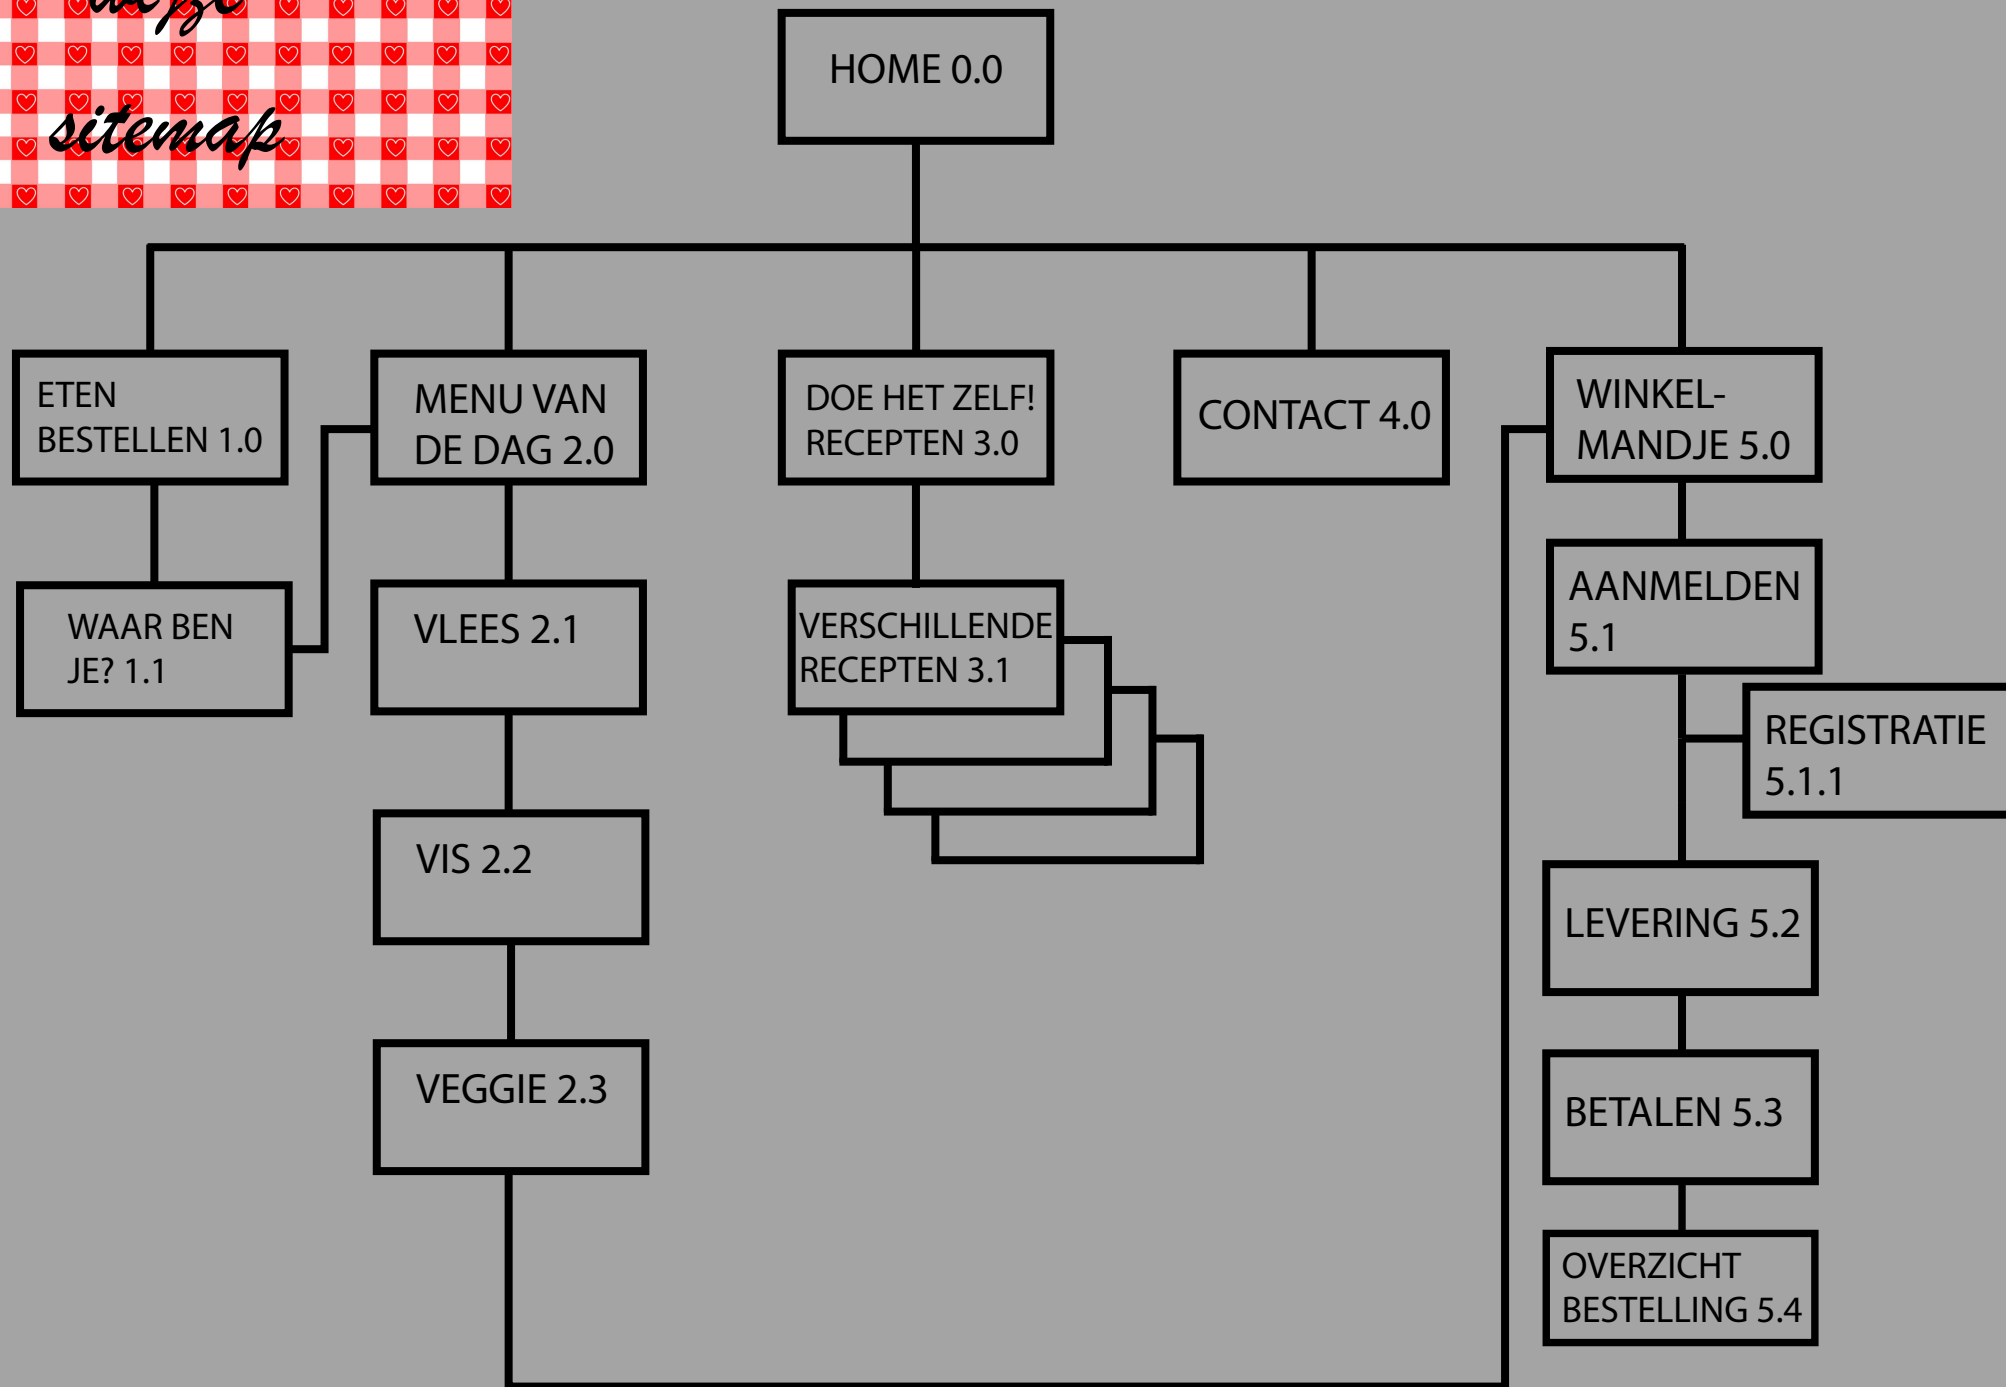 sitemap
HOME 0.0
ETEN
BESTELLEN 1.0
MENU VAN
DE DAG 2.0
DOE HET ZELF!
RECEPTEN 3.0
CONTACT 4.0
WINKEL-
MANDJE 5.0
WAAR BEN
JE? 1.1
VLEES 2.1
VERSCHILLENDE
RECEPTEN 3.1
AANMELDEN
5.1
REGISTRATIE
5.1.1
VIS 2.2
LEVERING 5.2
VEGGIE 2.3
BETALEN 5.3
OVERZICHT
BESTELLING 5.4